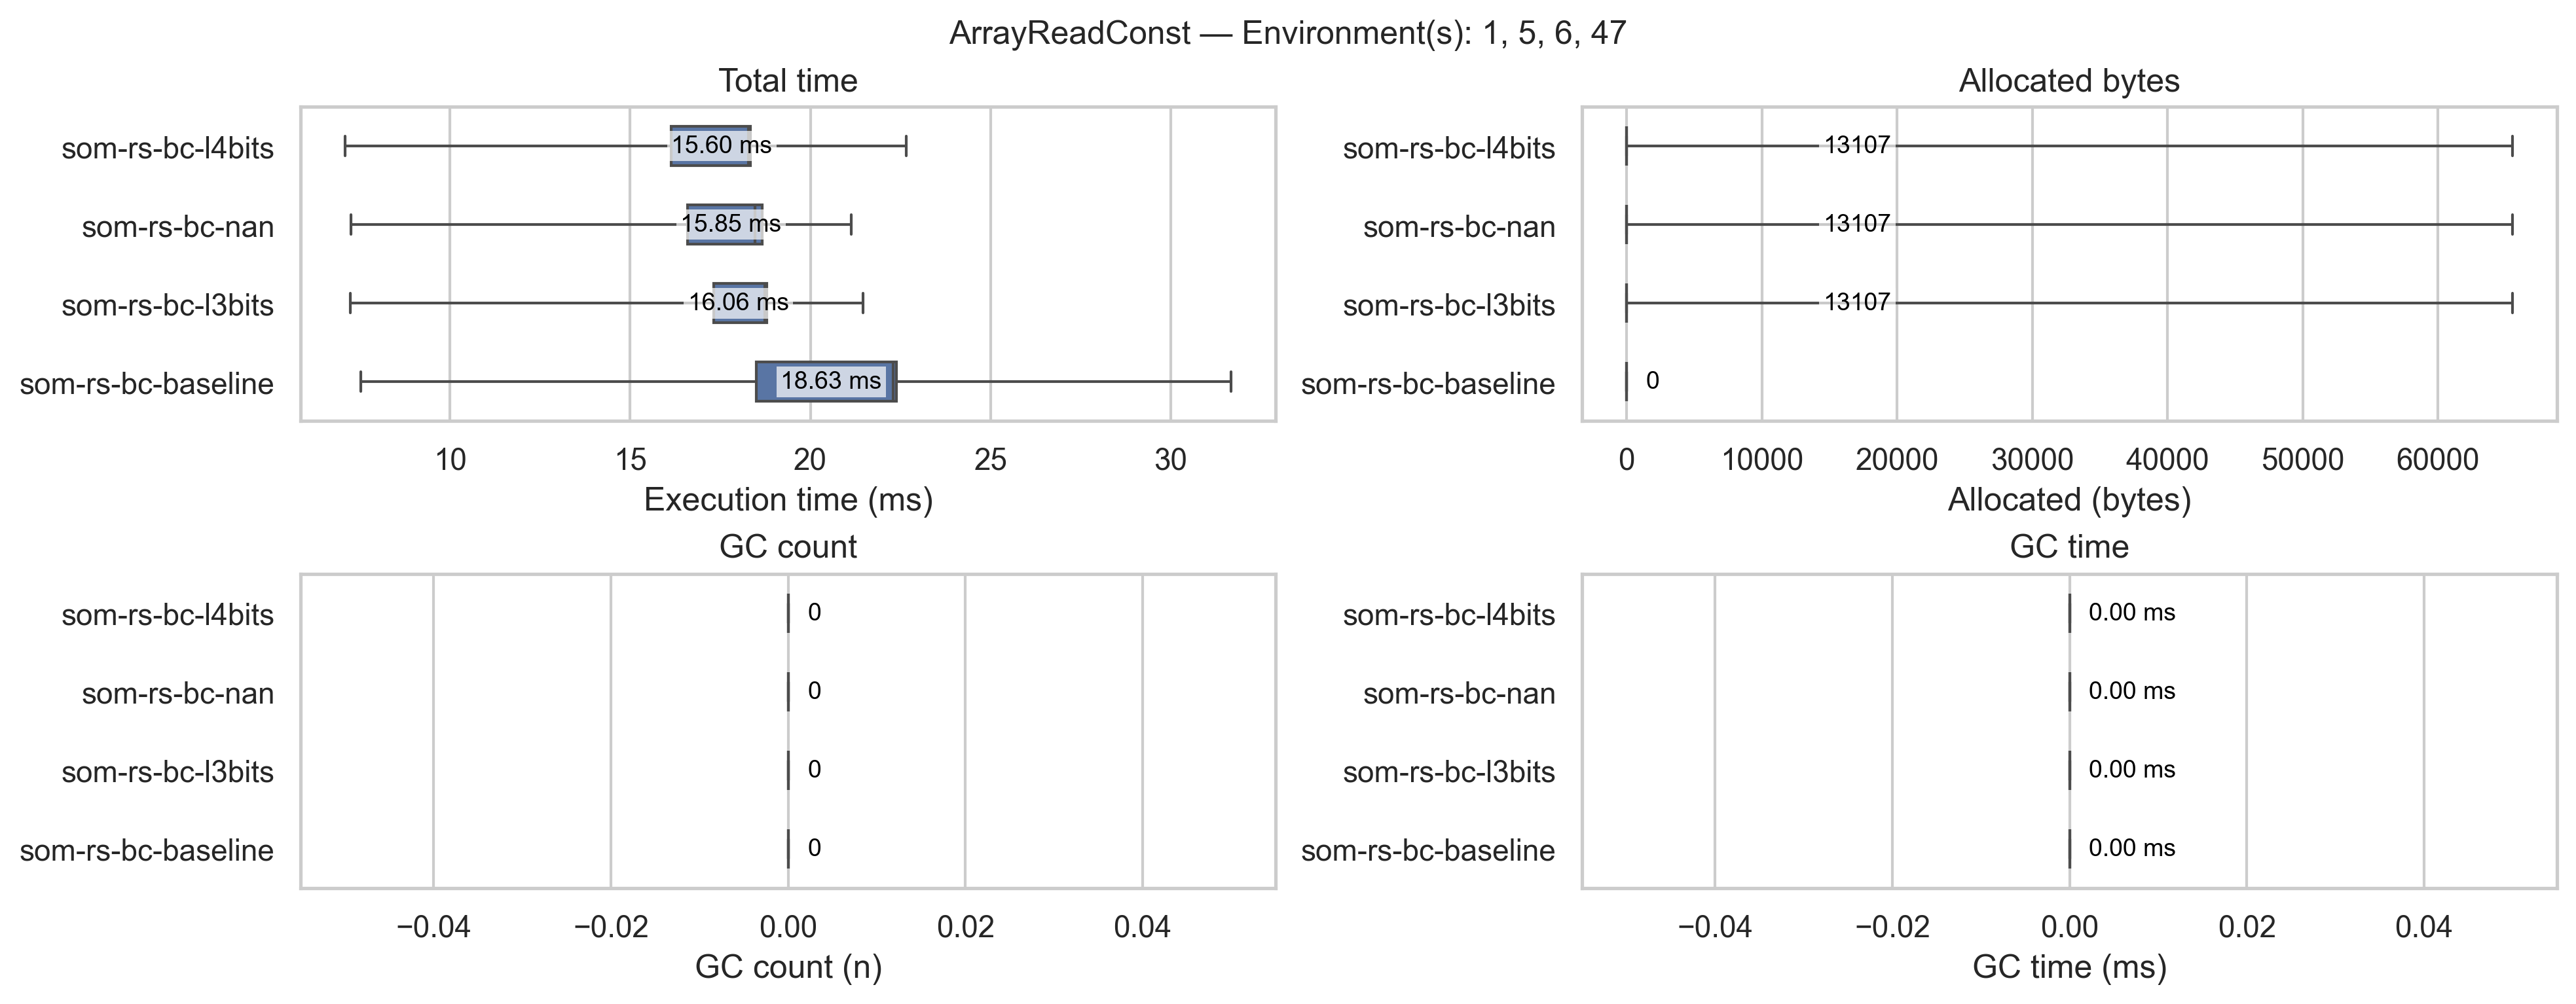 ArrayReadConst — Environment(s): 1, 5, 6, 47
Total time
som-rs-bc-l4bits
15.60 ms
som-rs-bc-nan
15.85 ms
som-rs-bc-l3bits
16.06 ms
som-rs-bc-baseline
18.63 ms
10 15 20 25 30
Execution time (ms)
Allocated bytes
som-rs-bc-l4bits
13107
som-rs-bc-nan
13107
som-rs-bc-l3bits
13107
som-rs-bc-baseline
0
0 10000 20000 30000 40000 50000 60000
Allocated (bytes)
GC count
som-rs-bc-l4bits
0
som-rs-bc-nan
0
som-rs-bc-l3bits
0
som-rs-bc-baseline
0
−0.04 −0.02 0.00 0.02 0.04
GC count (n)
GC time
som-rs-bc-l4bits
0.00 ms
som-rs-bc-nan
0.00 ms
som-rs-bc-l3bits
0.00 ms
som-rs-bc-baseline
0.00 ms
−0.04 −0.02 0.00 0.02 0.04
GC time (ms)